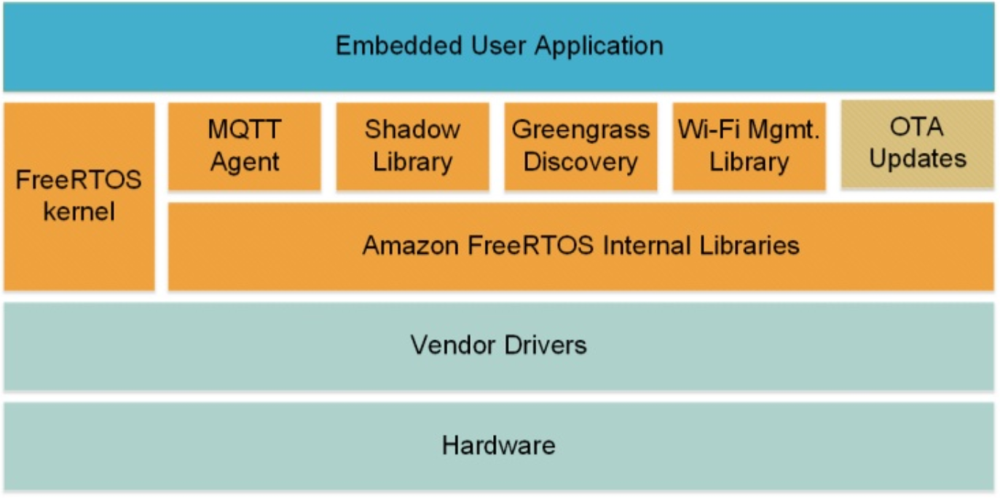 Embedded User Application
FreeRTOS
kernel
MQTT
Agent
Shadow
Library
Greengrass
Discovery
Wi-Fi Mgmt.
Library
OTA
Updates
Amazon FreeRTOS Internal Libraries
Vendor Drivers
Hardware